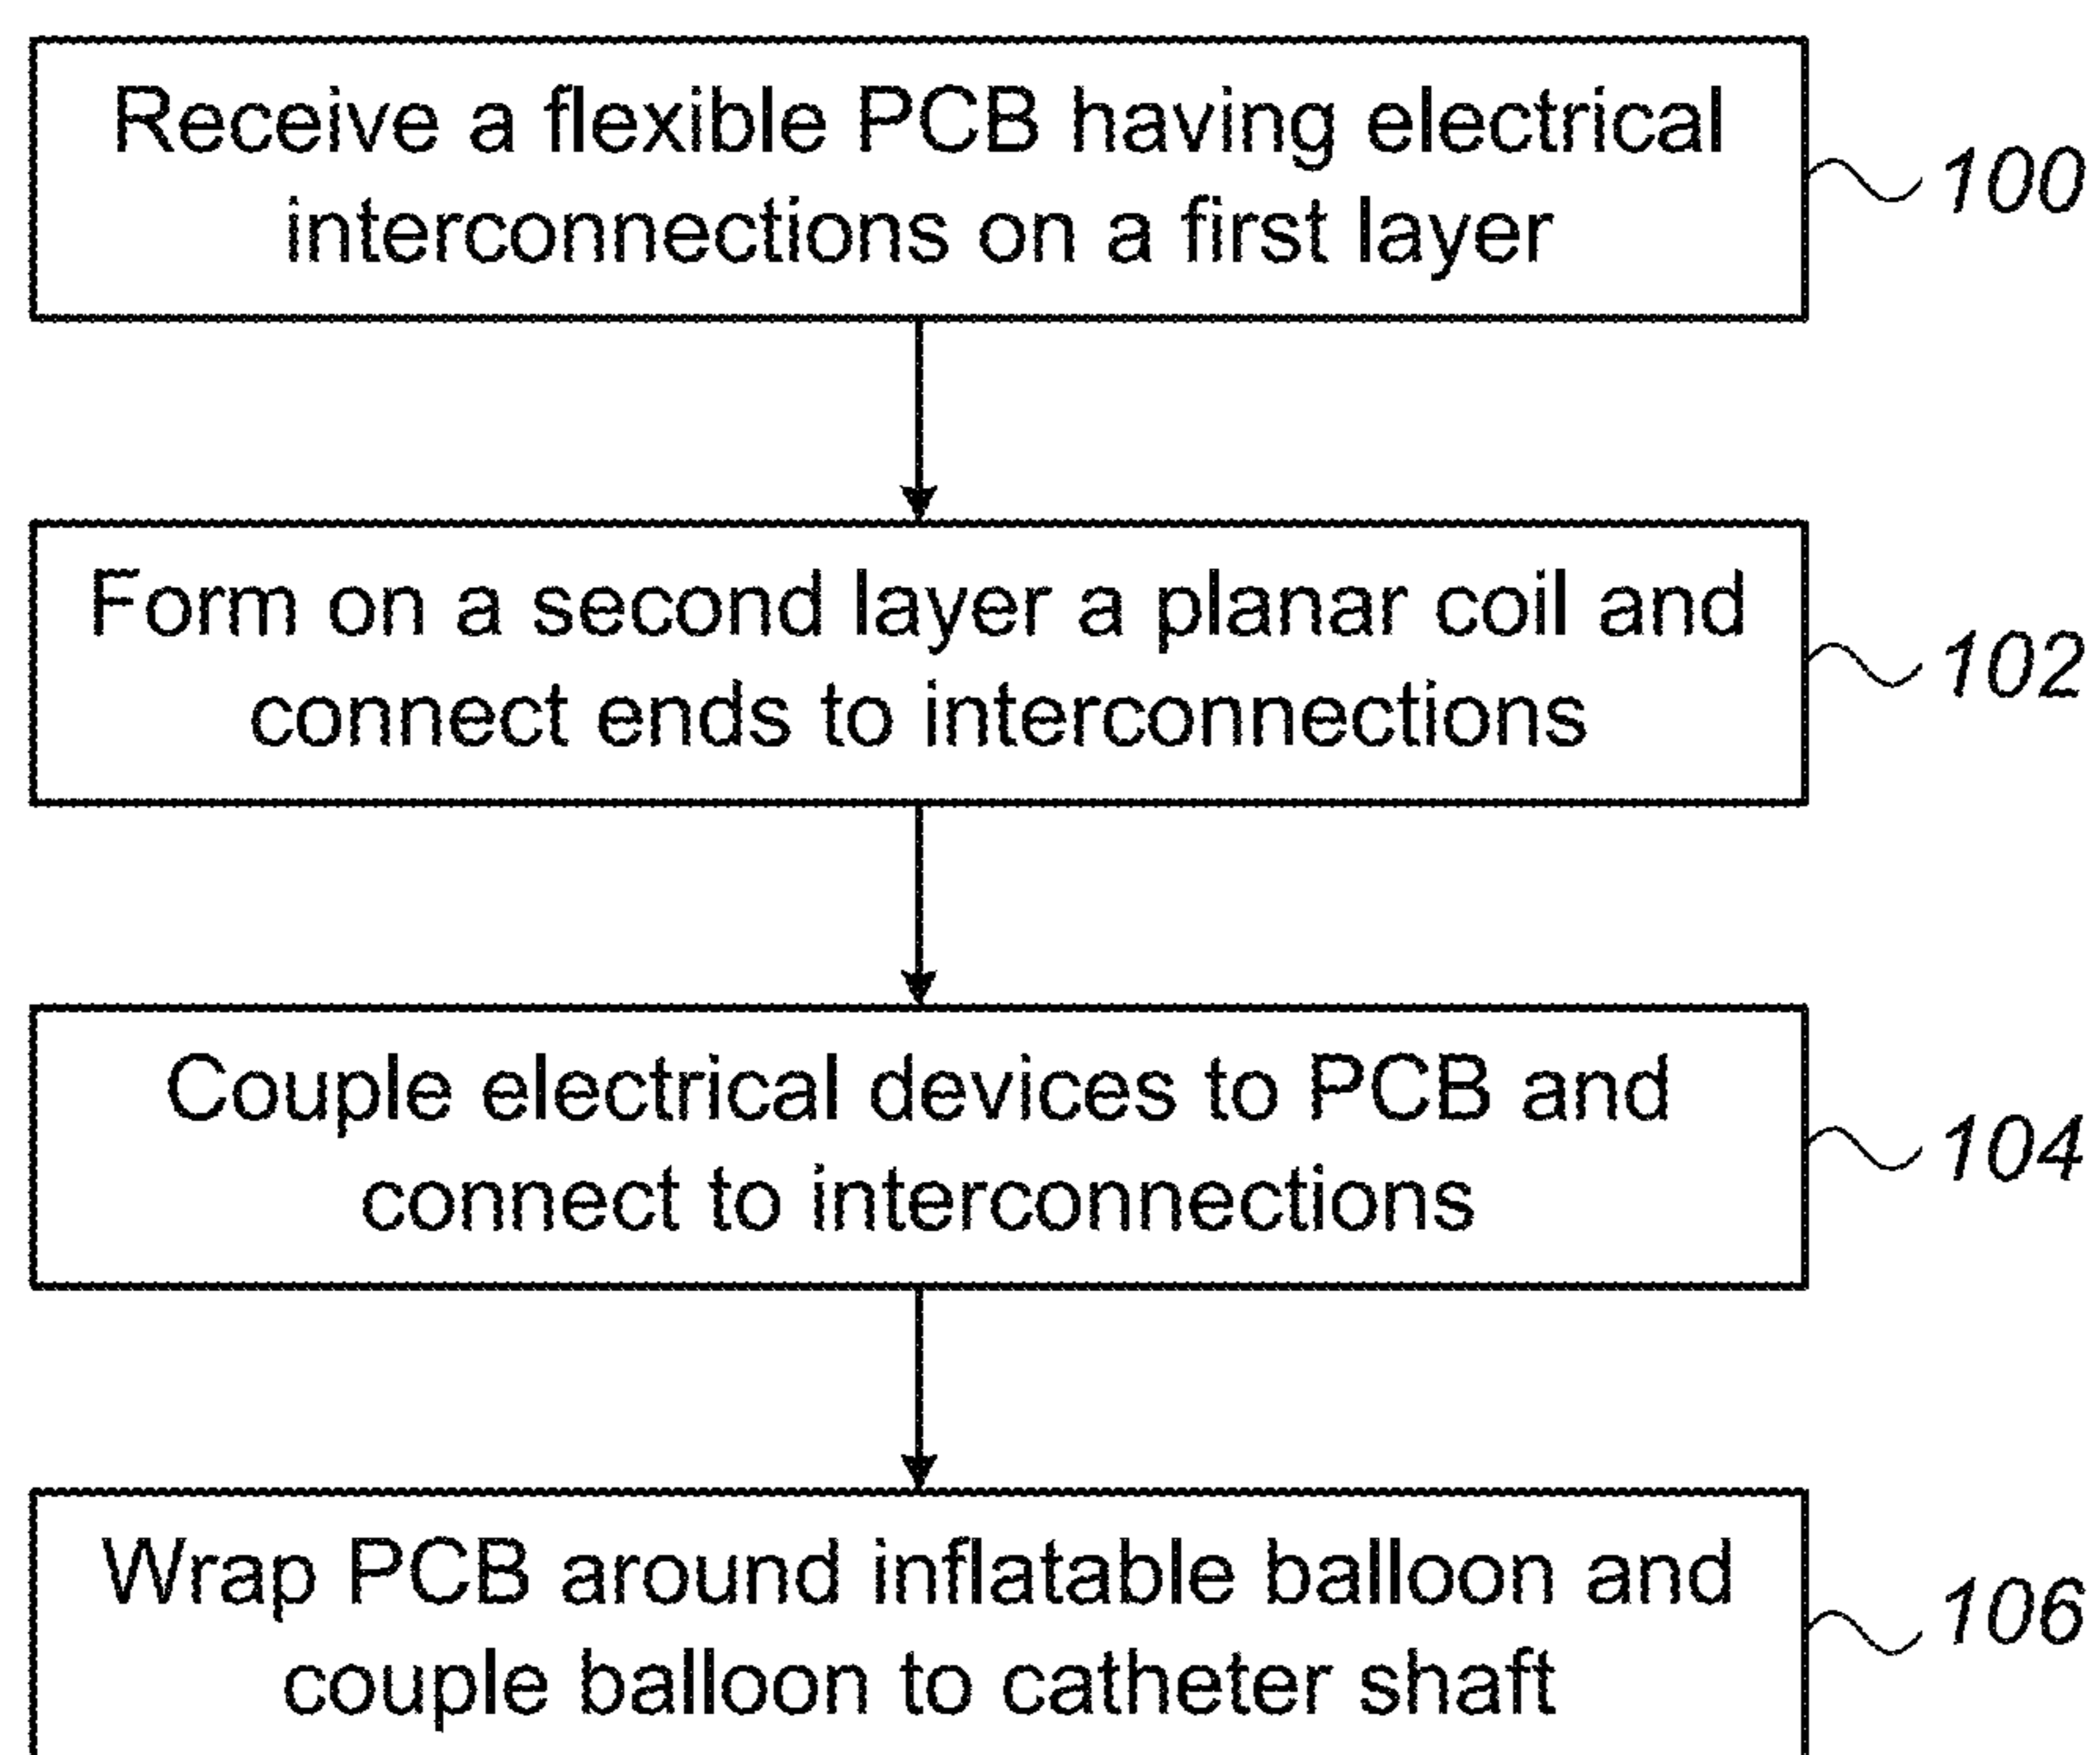 Receive a flexible PCB having electrical
interconnections on a first layer
100
Form on a second layer a planar coil and
connect ends to interconnections
102
Couple electrical devices to PCB and
connect to interconnections
104
Wrap PCB around inflatable balloon and
couple balloon to catheter shaft
106